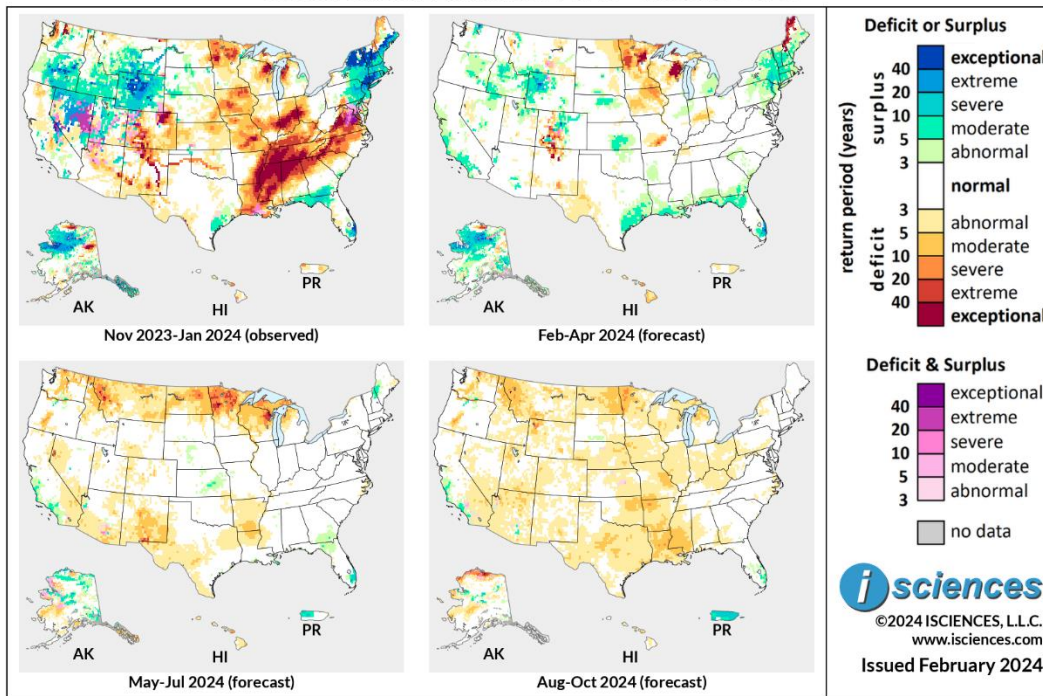 AK
HI
PR
Nov 2023-Jan 2024 (observed)
AK
HI
PR
Feb-Apr 2024 (forecast)
AK
HI
PR
May-Jul 2024 (forecast)
AK
HI
PR
Aug-Oct 2024 (forecast)
Deficit or Surplus
return period (years)
surplus
deficit
exceptional
40
extreme
20
severe
10
moderate
5
abnormal
3
normal
3
abnormal
5
moderate
10
severe
20
extreme
40
exceptional
Deficit & Surplus
exceptional
40
extreme
20
severe
10
moderate
5
abnormal
3
no data
i sciences
©2024 ISCIENCES, L.L.C.
www.isciences.com
Issued February 2024